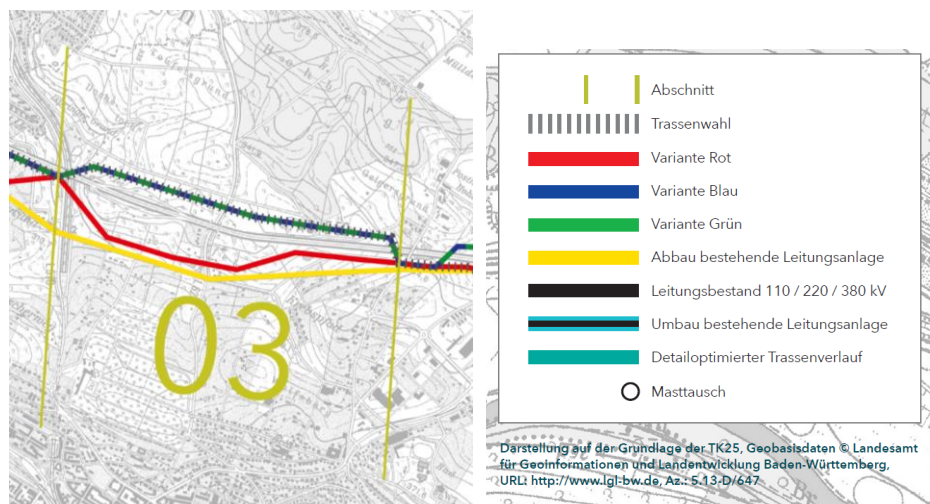 03
Abschnitt
Trassenwahl
Variante Rot
Variante Blau
Variante Grün
Abbau bestehende Leitungsanlage
Leitungsbestand 110 / 220 / 380 kV
Umbau bestehende Leitungsanlage
Detailoptimierter Trassenverlauf
Masttausch
Darstellung auf der Grundlage der TK25, Geobasisdaten © Landesamt
für Geoinformationen und Landentwicklung Baden-Württemberg,
URL: http://www.lgl-bw.de, Az.: 5.13-D/647